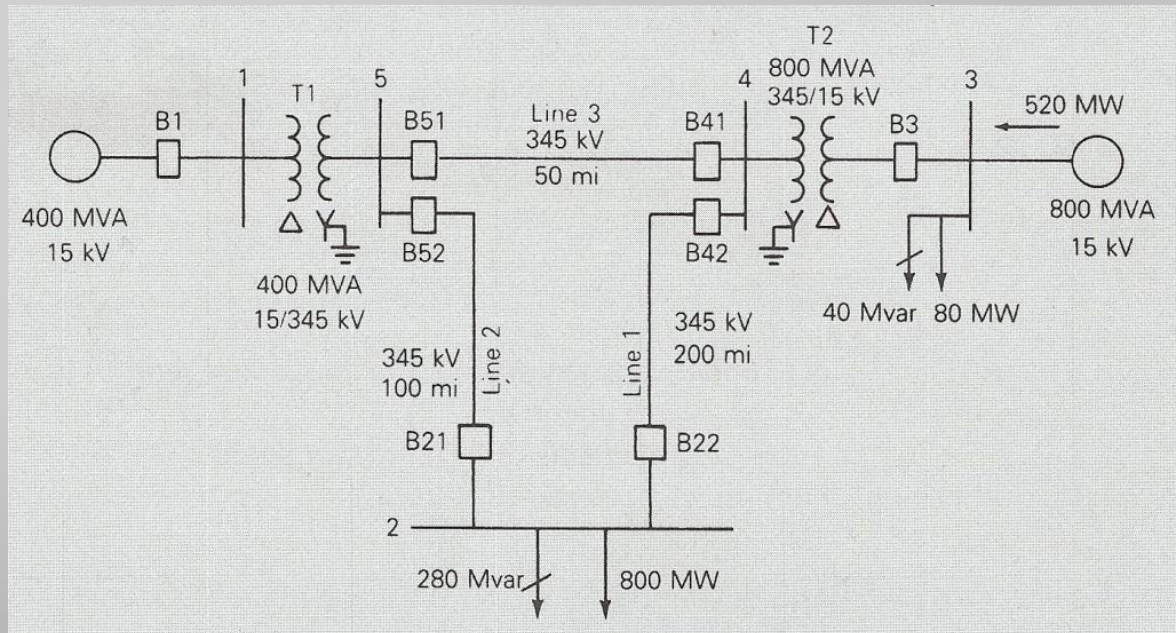 T2
1
5
T1
800 MVA
345/15 kV
4
3
B1
B51
Line 3
345 kV
50 mi
B41
B3
520 MW
400 MVA
15 kV
Δ
Y
B52
B42
Y
Δ
800 MVA
15 kV
400 MVA
15/345 kV
40 Mvar
80 MW
345 kV
100 mi
Line 2
Line 1
345 kV
200 mi
B21
B22
2
280 Mvar
800 MW